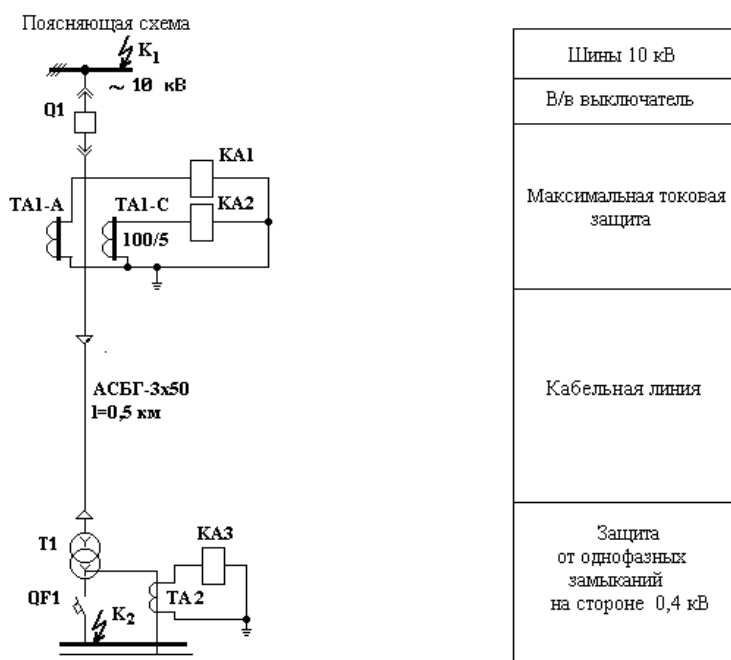 Поясняющая схема
K1
~ 10 кВ
Q1
KA1
TA1-A
TA1-C
KA2
100/5
АСБГ-3х50
l=0,5 км
T1
KA3
QF1
TA2
K2
Шины 10 кВ
В/в выключатель
Максимальная токовая
защита
Кабельная линия
Защита
от однофазных
замыканий
на стороне 0,4 кВ